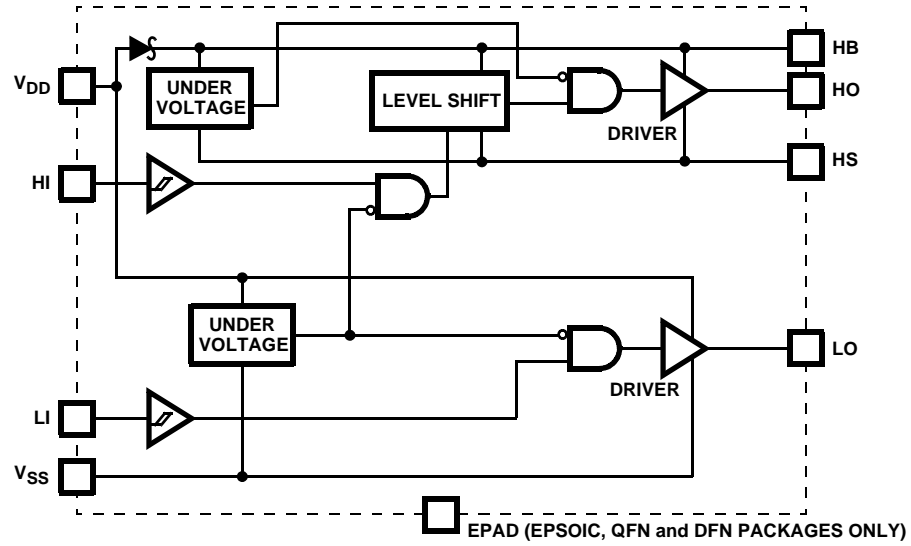 VDD
HI
LI
VSS
UNDER
VOLTAGE
LEVEL SHIFT
DRIVER
HB
HO
HS
UNDER
VOLTAGE
DRIVER
LO
EPAD (EPSOIC, QFN and DFN PACKAGES ONLY)